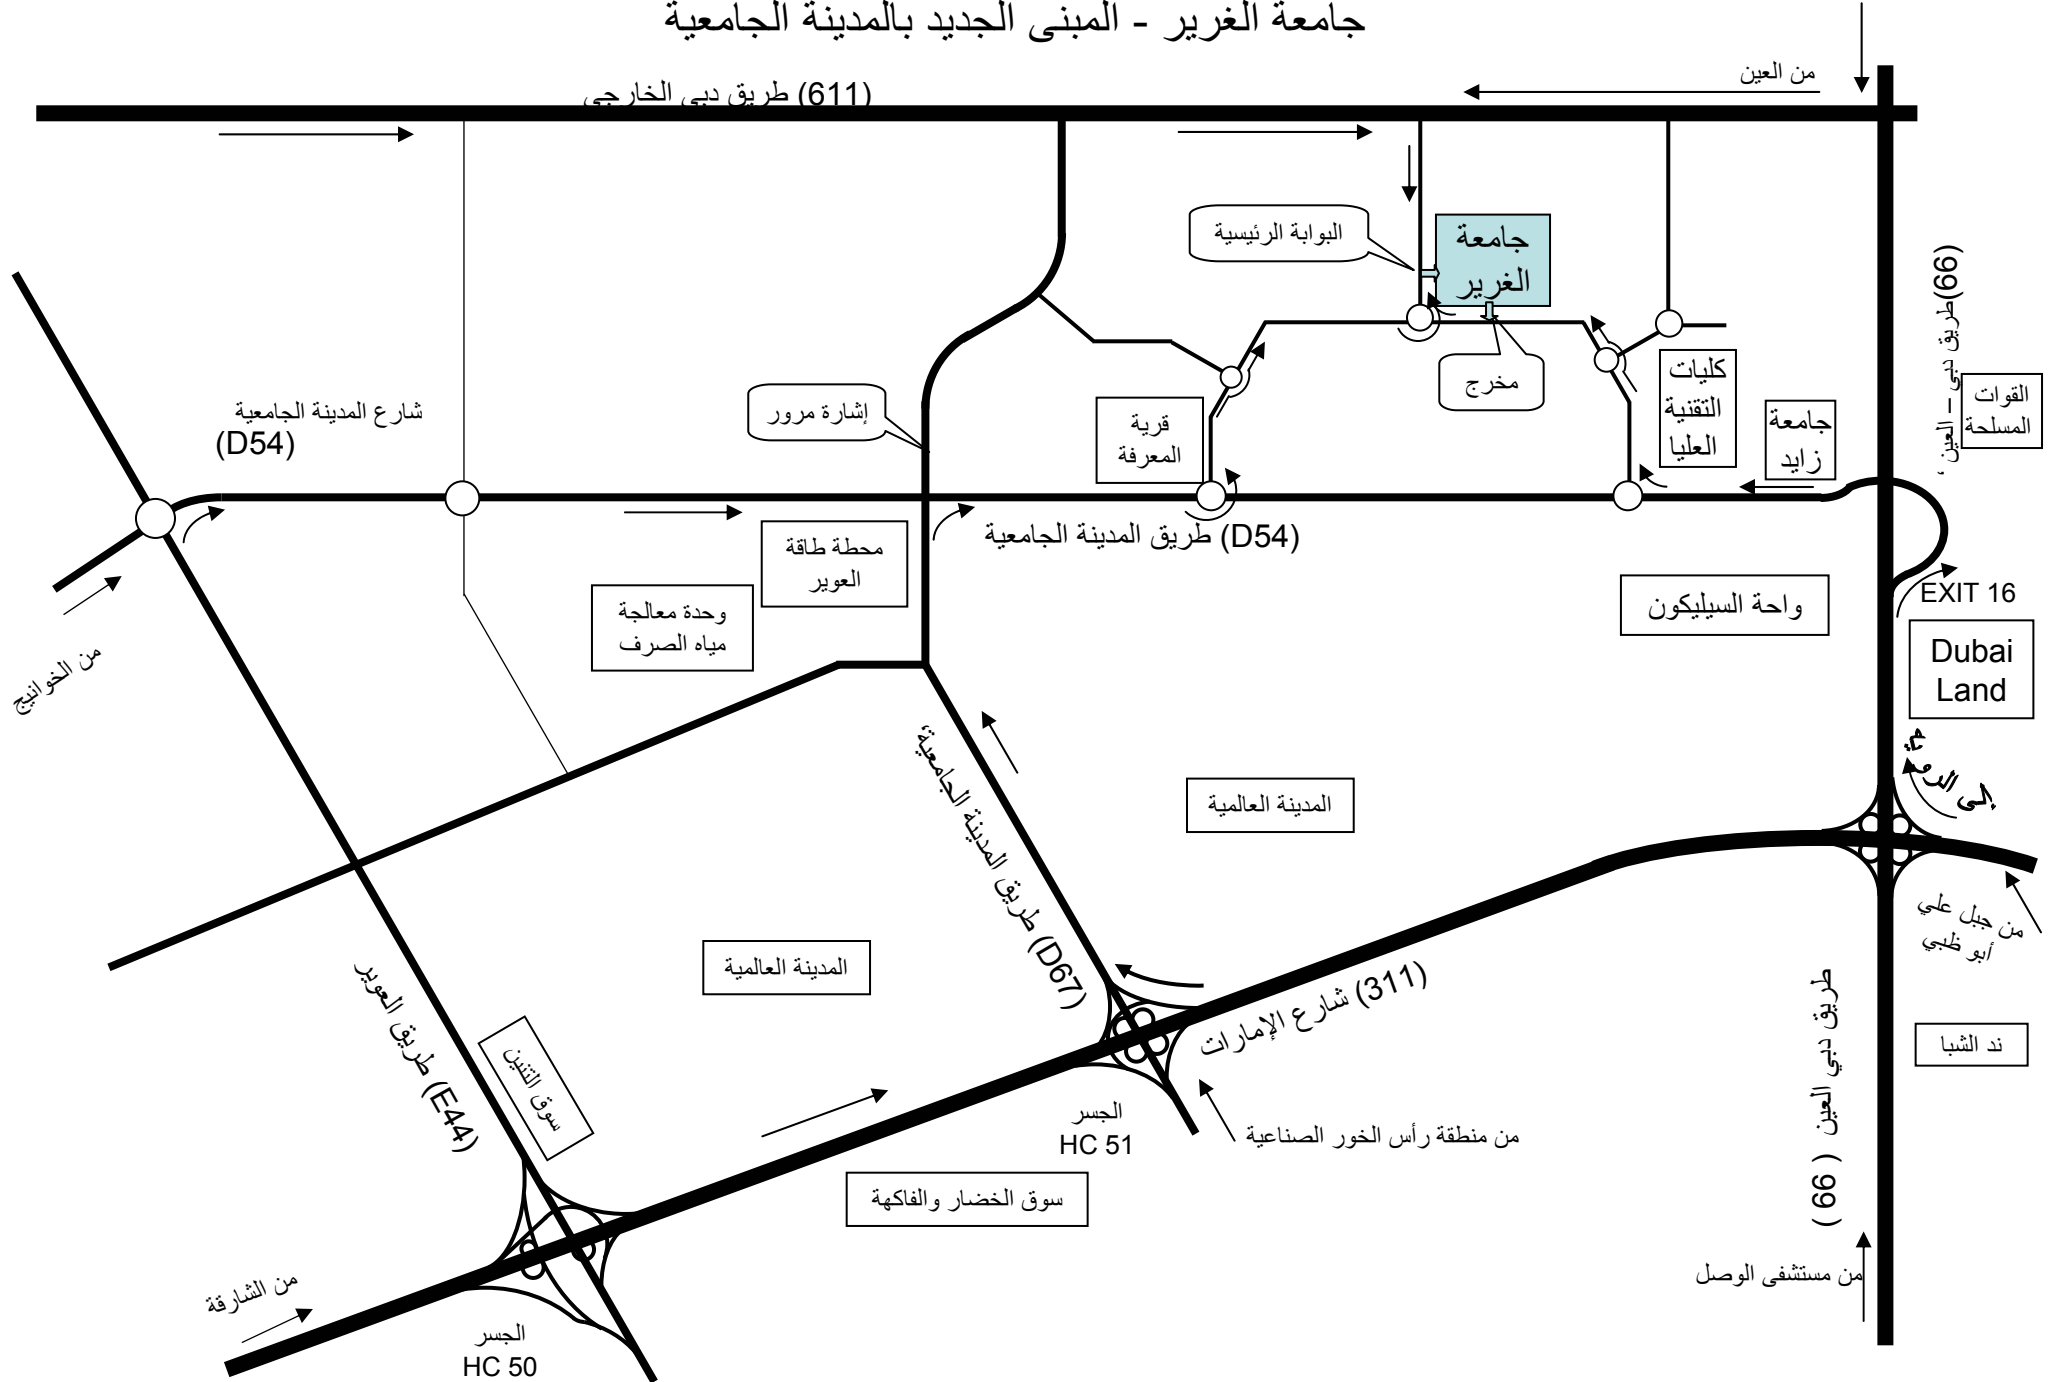 جامعة الغرير - المبنى الجديد بالمدينة الجامعية
من العين
(611) طريق دبي الخارجي
البوابة الرئيسية
جامعة
الغرير
(66) طريق دبي – العين
القوات
المسلحة
مخرج
كليات
التقنية
العليا
جامعة
زايد
إشارة مرور
قرية
المعرفة
شارع المدينة الجامعية
(D54)
(D54) طريق المدينة الجامعية
محطة طاقة
العوير
وحدة معالجة
مياه الصرف
واحة السيليكون
EXIT 16
Dubai
Land
من الخوانيج
إلى الروية
المدينة العالمية
(D67) طريق المدينة الجامعية
من جبل علي
أبو ظبي
المدينة العالمية
(E44) طريق العوير
سوق التنين
(311) شارع الإمارات
طريق دبي العين ( 66 )
ند الشبا
الجسر
HC 51
من منطقة رأس الخور الصناعية
سوق الخضار والفاكهة
من مستشفى الوصل
من الشارقة
الجسر
HC 50